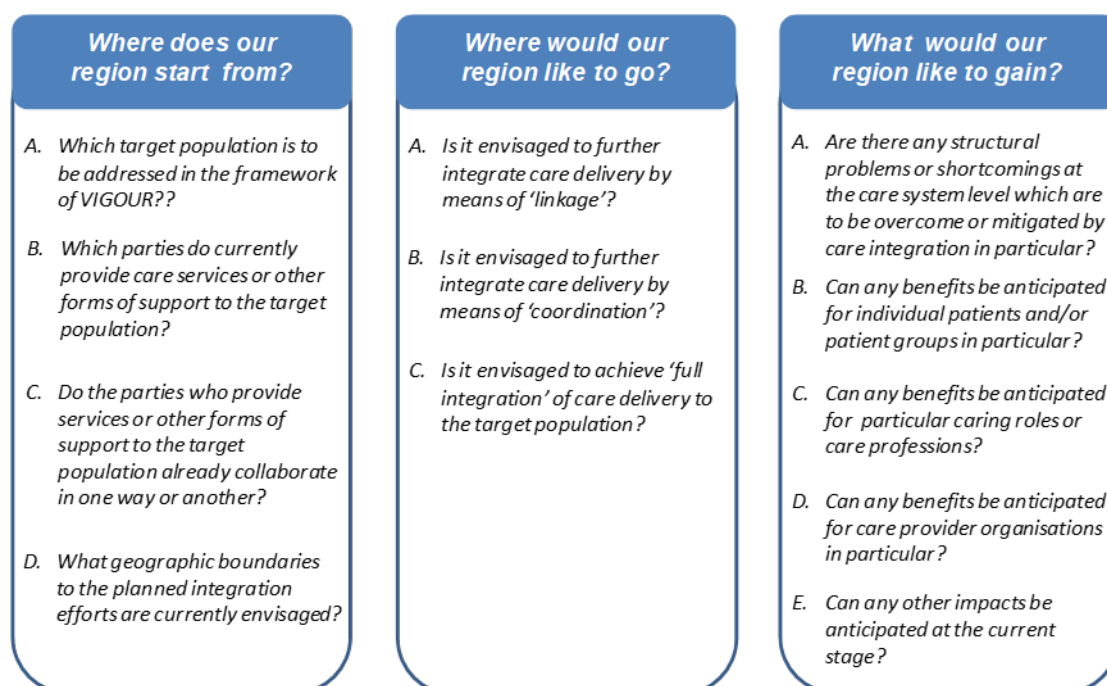 Where does our
region start from?
A. Which target population is to
be addressed in the framework
of VIGOUR??
B. Which parties do currently
provide care services or other
forms of support to the target
population?
C. Do the parties who provide
services or other forms of
support to the target
population already collaborate
in one way or another?
D. What geographic boundaries
to the planned integration
efforts are currently envisaged?
Where would our
region like to go?
A. Is it envisaged to further
integrate care delivery by
means of ‘linkage’?
B. Is it envisaged to further
integrate care delivery by
means of ‘coordination’?
C. Is it envisaged to achieve ‘full
integration’ of care delivery to
the target population?
What would our
region like to gain?
A. Are there any structural
problems or shortcomings at
the care system level which are
to be overcome or mitigated by
care integration in particular?
B. Can any benefits be anticipated
for individual patients and/or
patient groups in particular?
C. Can any benefits be anticipated
for particular caring roles or
care professions?
D. Can any benefits be anticipated
for care provider organisations
in particular?
E. Can any other impacts be
anticipated at the current
stage?